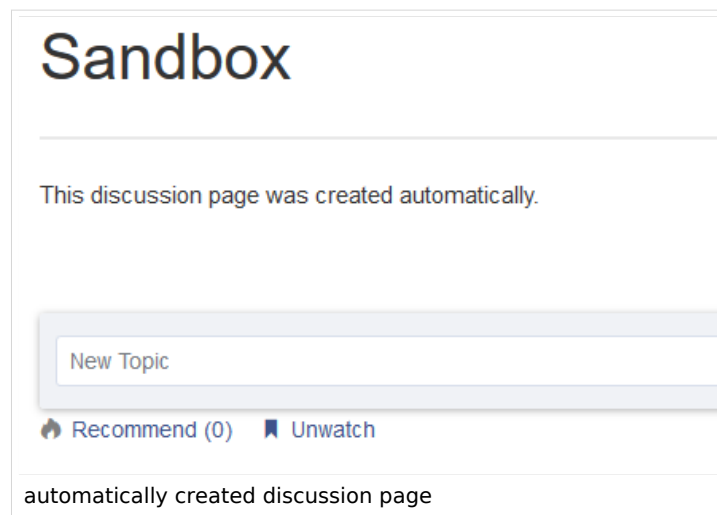 Sandbox
This discussion page was created automatically.
New Topic
Recommend (0) Unwatch
automatically created discussion page